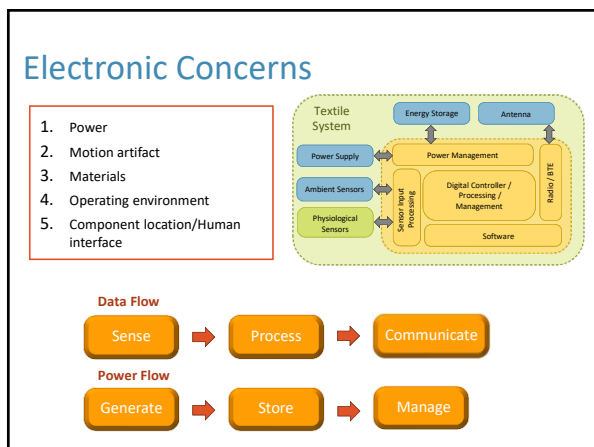 Electronic Concerns
1. Power
2. Motion artifact
3. Materials
4. Operating environment
5. Component location/Human
interface
Textile
System
Energy Storage
Antenna
Power Supply
Power Management
Ambient Sensors
Physiological
Sensors
Sensor Input
Processing
Digital Controller /
Processing /
Management
Radio / BTE
Software
Data Flow
Sense
Process
Communicate
Power Flow
Generate
Store
Manage